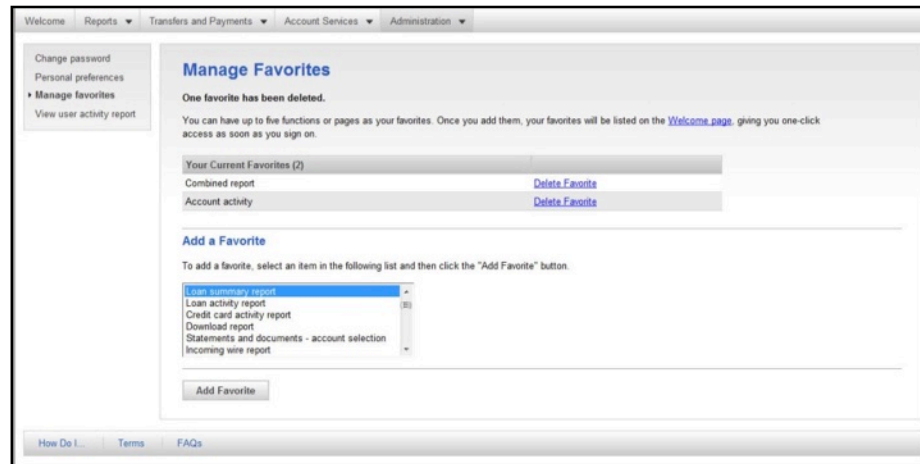 Welcome Reports Transfers and Payments Account Services Administration
Change password
Personal preferences
Manage favorites
View user activity report
Manage Favorites
One favorite has been deleted.
You can have up to five functions or pages as your favorites. Once you add them, your favorites will be listed on the Welcome page, giving you one-click
access as soon as you sign on.
Your Current Favorites (2)
Combined report Delete Favorite
Account activity Delete Favorite
Add a Favorite
To add a favorite, select an item in the following list and then click the "Add Favorite" button.
Loan summary report
Loan activity report
Credit card activity report
Download report
Statements and documents - account selection
Incoming wire report
Add Favorite
How Do I... Terms FAQs